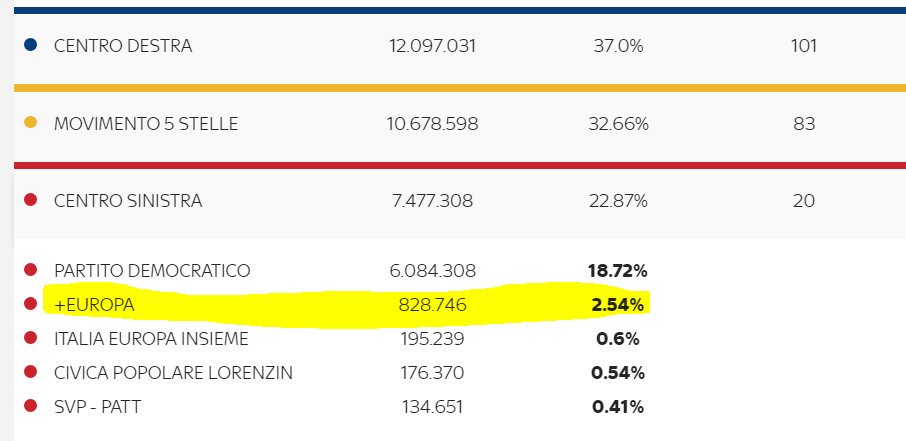 CENTRO DESTRA 12.097.031 37.0% 101
MOVIMENTO 5 STELLE 10.678.598 32.66% 83
CENTRO SINISTRA 7.477.308 22.87% 20
PARTITO DEMOCRATICO 6.084.308 18.72%
+EUROPA 828.746 2.54%
ITALIA EUROPA INSIEME 195.239 0.6%
CIVICA POPOLARE LORENZIN 176.370 0.54%
SVP - PATT 134.651 0.41%